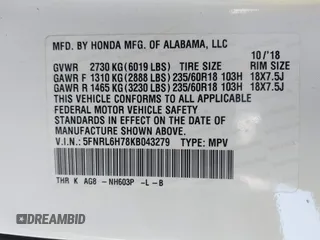 MFD. BY HONDA MFG. OF ALABAMA, LLC
10/'18
GVWR 2730 KG (6019 LBS) TIRE SIZE RIM SIZE
GAWR F 1310 KG (2888 LBS) 235/60R18 103H 18X7.5J
GAWR R 1465 KG (3230 LBS) 235/60R18 103H 18X7.5J
THIS VEHICLE CONFORMS TO ALL APPLICABLE
FEDERAL MOTOR VEHICLE SAFETY
STANDARDS IN EFFECT ON THE DATE OF
MANUFACTURE SHOWN ABOVE.
V.I.N.: 5FNRL6H78KB043279 TYPE: MPV
THR K AG8 -NH603P -L -B
DREAMBID